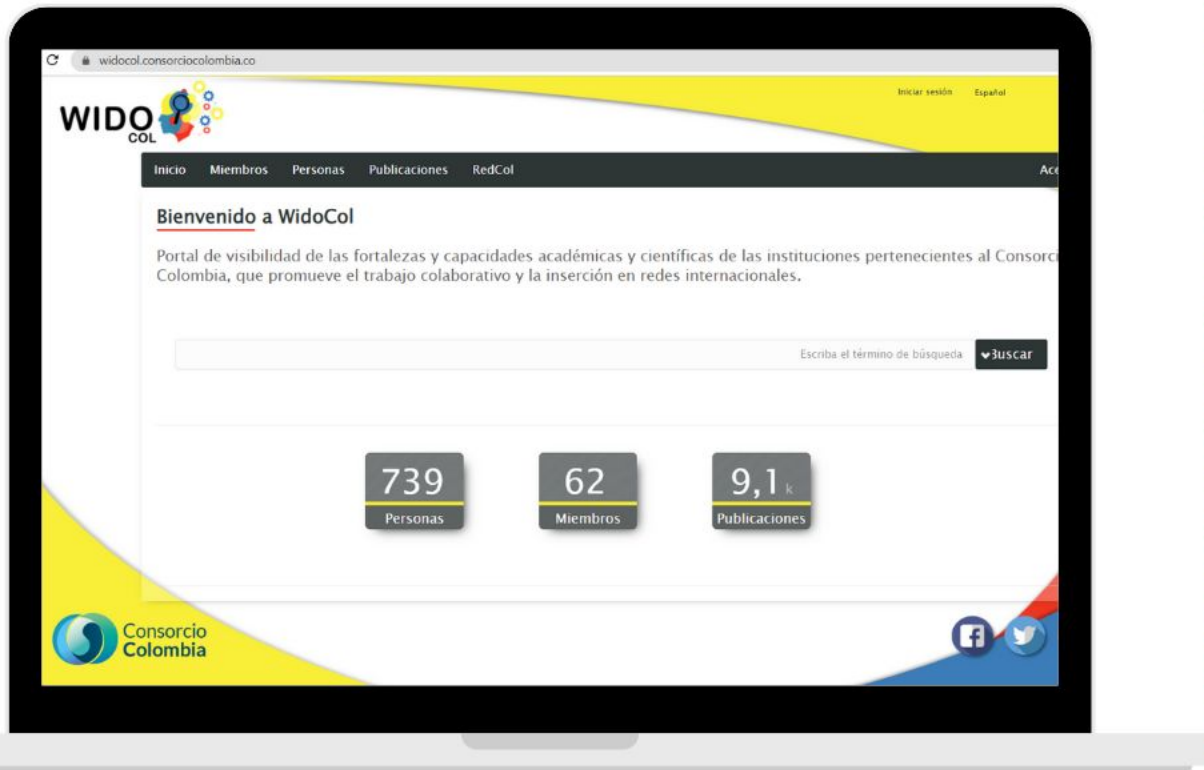 widocol.consorciocolombia.co
WIDO
COL
Iniciar sesión Español
Inicio Miembros Personas Publicaciones RedCol
Bienvenido a WidoCol
Portal de visibilidad de las fortalezas y capacidades académicas y científicas de las instituciones pertenecientes al Consorci
Colombia, que promueve el trabajo colaborativo y la inserción en redes internacionales.
Escriba el término de búsqueda
739 62 9,1 k
Personas Miembros Publicaciones
Consorcio
Colombia